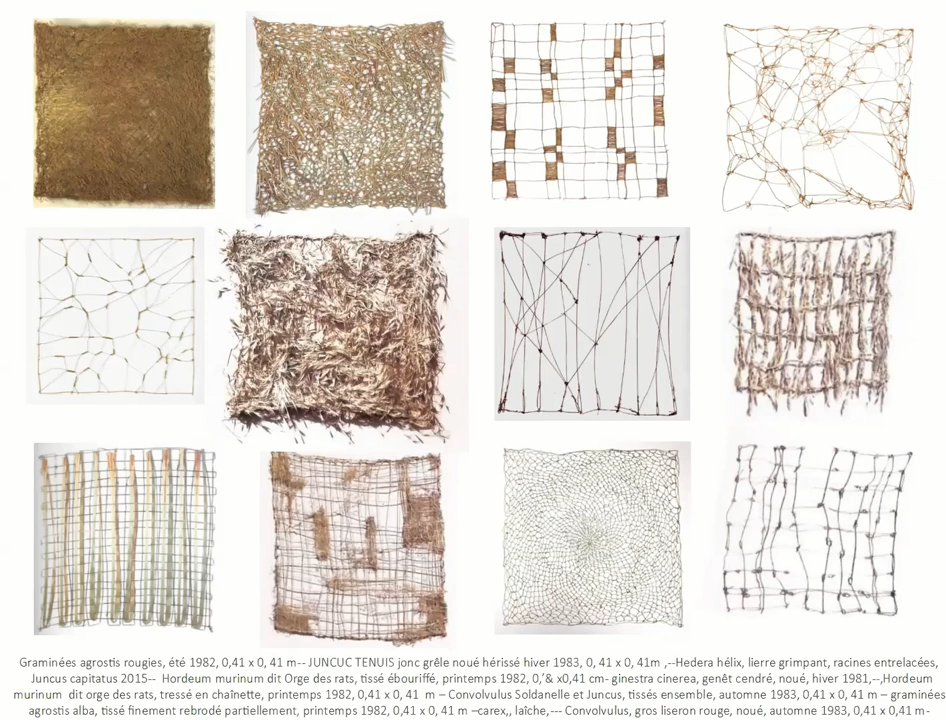 Graminées agrostis rougies, été 1982, 0,41 x 0, 41 m-- JUNCUC TENUIS jonc grêle noué hérissé hiver 1983, 0, 41 x 0, 41m ,--Hedera hélix, lierre grimpant, racines entrelacées,
Juncus capitatus 2015-- Hordeum murinum dit Orge des rats, tissé ébouriffé, printemps 1982, 0,'& x0,41 cm- ginestra cinerea, genêt cendré, noué, hiver 1981,--,Hordeum
murinum dit orge des rats, tressé en chaînette, printemps 1982, 0,41 x 0, 41 m – Convolvulus Soldanelle et Juncus, tissés ensemble, automne 1983, 0,41 x 0,41 m – graminées
agrostis alba, tissé finement rebrodé partiellement, printemps 1982, 0,41 x 0,41 m –carex,, laîche,--- Convolvulus, gros liseron rouge, noué, automne 1983, 0,41 x 0,41 m-